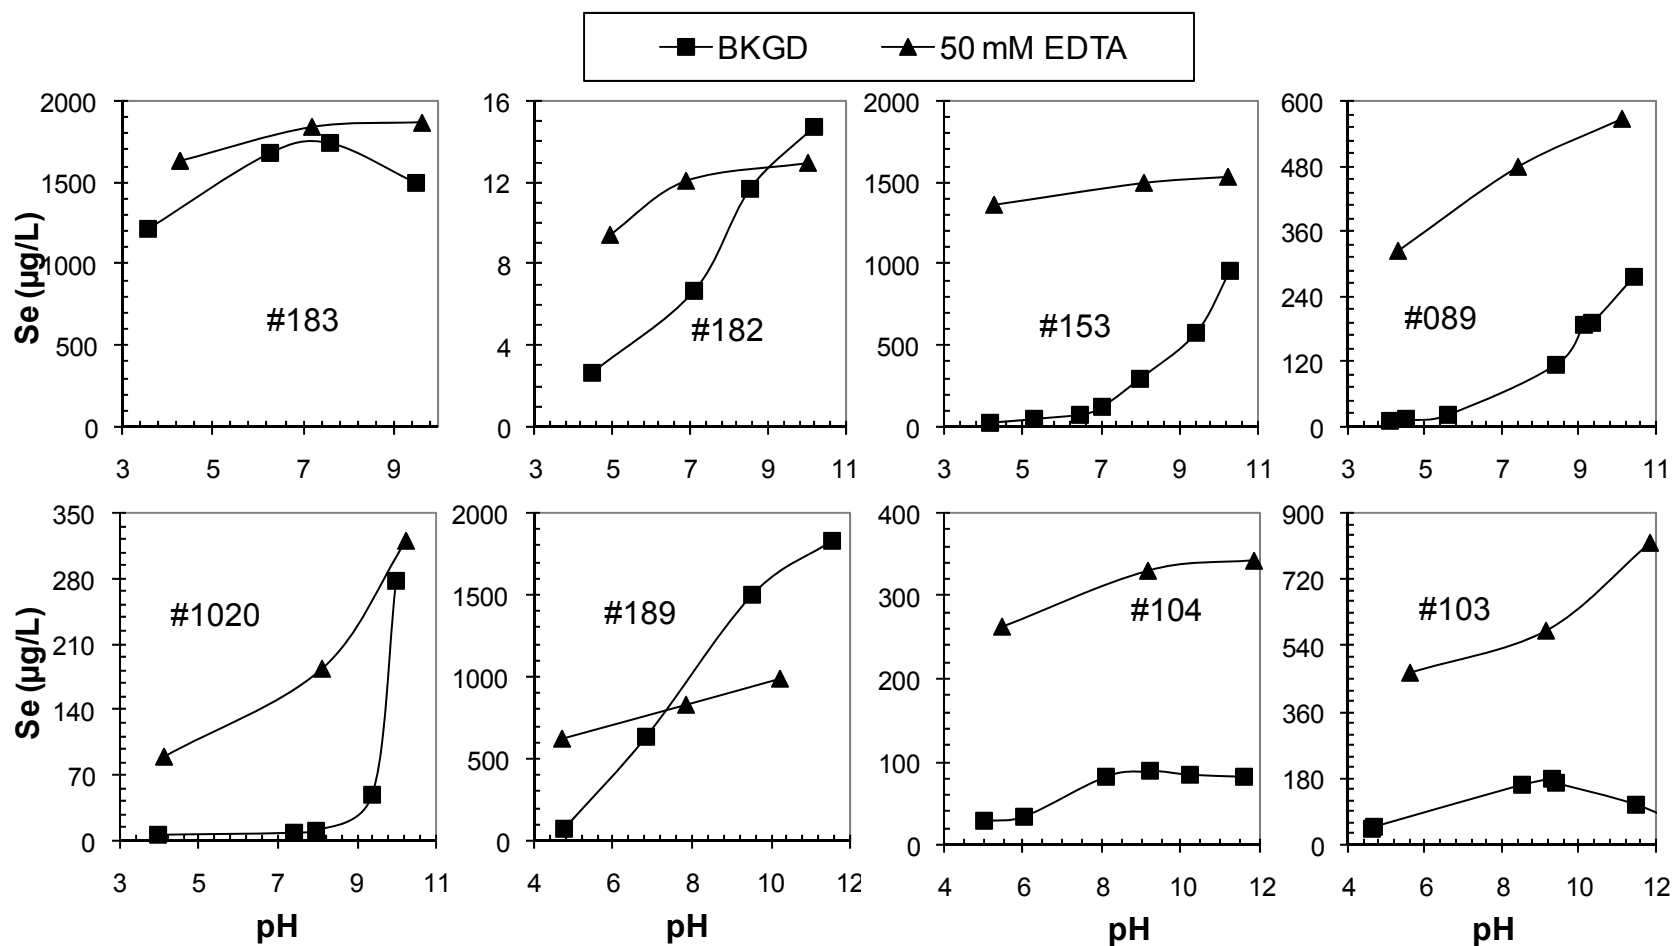 BKGD 50 mM EDTA
2000 16 2000 600
1500 12 1500 480
360
1000 8 1000 240
500 4 500 120
0 0 0 0
Se (µg/L)
#183 #182 #153 #089
3 5 7 9 3 5 7 9 11 3 5 7 9 11 3 5 7 9 11
350 2000 400 900
280 1500 300 720
210 540
1000 200 360
140 500 100 180
70
0 0 0 0
Se (µg/L)
#1020 #189 #104 #103
3 5 7 9 11 4 6 8 10 12 4 6 8 10 12 4 6 8 10 12
pH pH pH pH